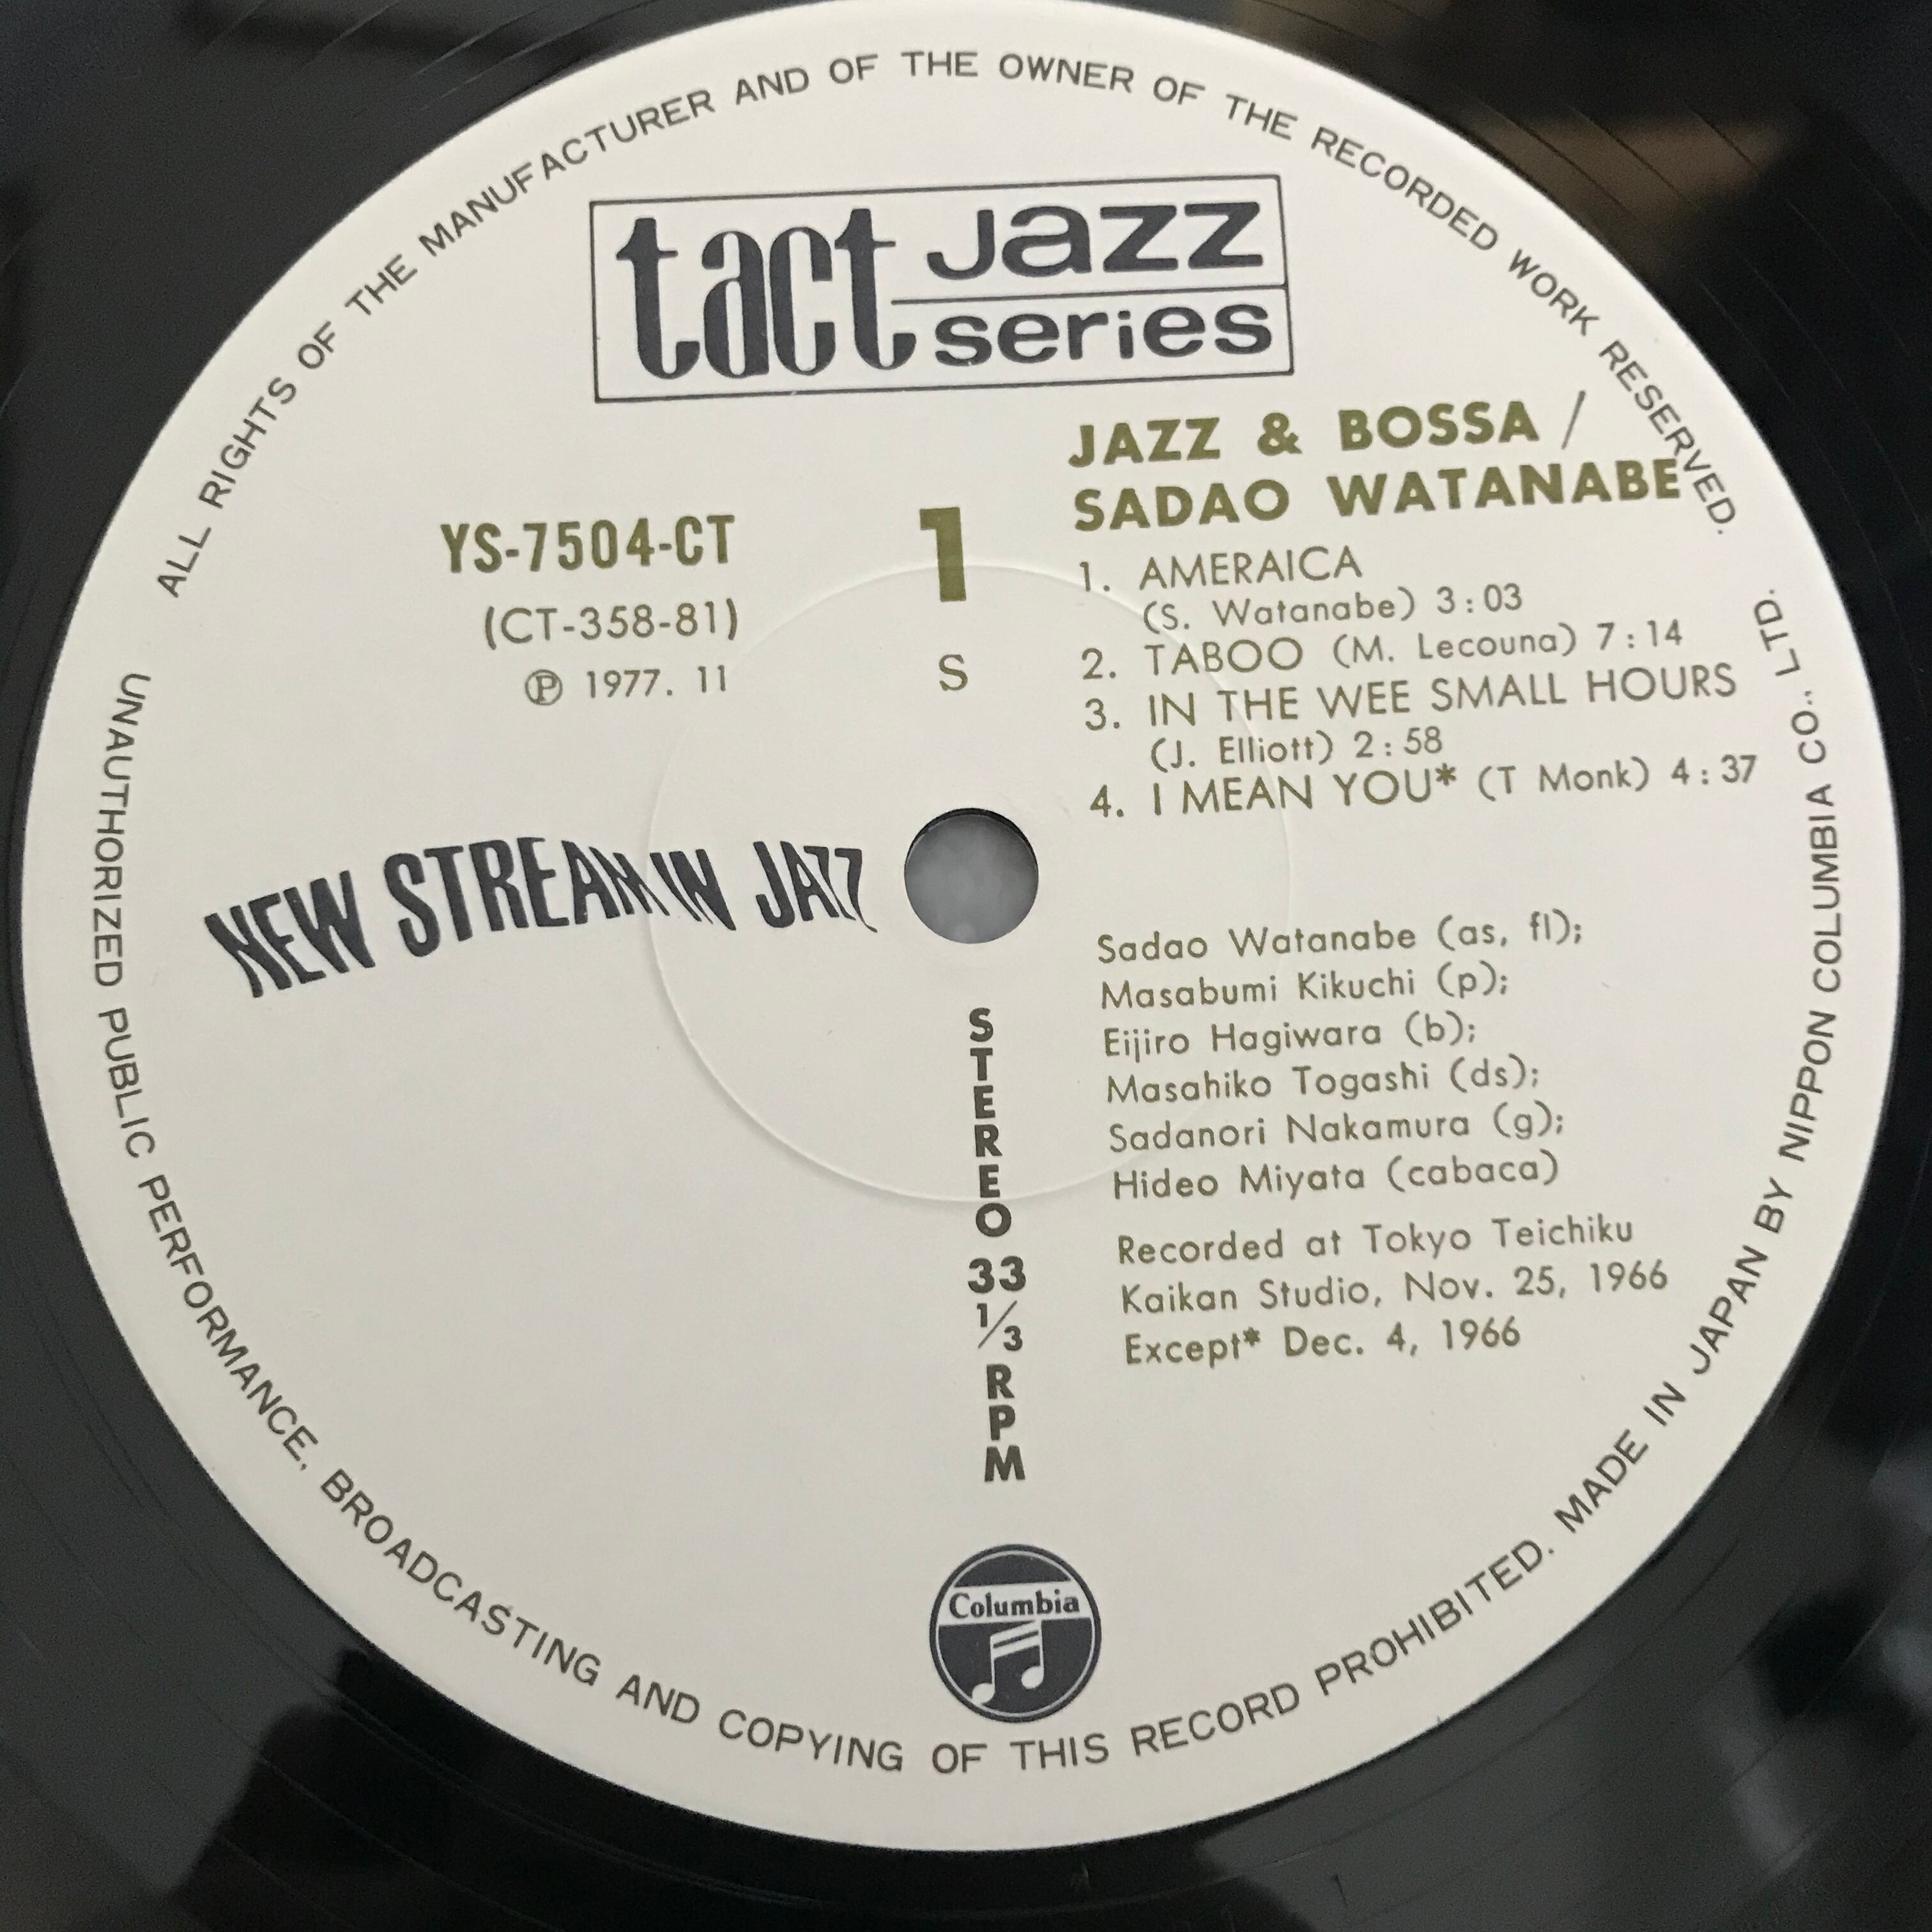 ALL RIGHTS OF THE MANUFACTURER AND OF THE OWNER OF THE RECORDED WORK RESERVED.
tact jazz series
JAZZ & BOSSA /
SADAO WATANABE
YS-7504-CT
(CT-358-81)
Ⓟ 1977. 11
1
S
1. AMERAICA
(S. Watanabe) 3:03
2. TABOO (M. Lecouna) 7:14
3. IN THE WEE SMALL HOURS
(J. Elliott) 2:58
4. I MEAN YOU* (T Monk) 4:37
NEW STREAM IN JAZZ
Sadao Watanabe (as, fl);
Masabumi Kikuchi (p);
Eijiro Hagiwara (b);
Masahiko Togashi (ds);
Sadanori Nakamura (g);
Hideo Miyata (cabaca)
Recorded at Tokyo Teichiku
Kaikan Studio, Nov. 25, 1966
Except* Dec. 4, 1966
STEREO 33 1/3 RPM
Columbia
UNAUTHORIZED PUBLIC PERFORMANCE, BROADCASTING AND COPYING OF THIS RECORD PROHIBITED. MADE IN JAPAN BY NIPPON COLUMBIA CO., LTD.